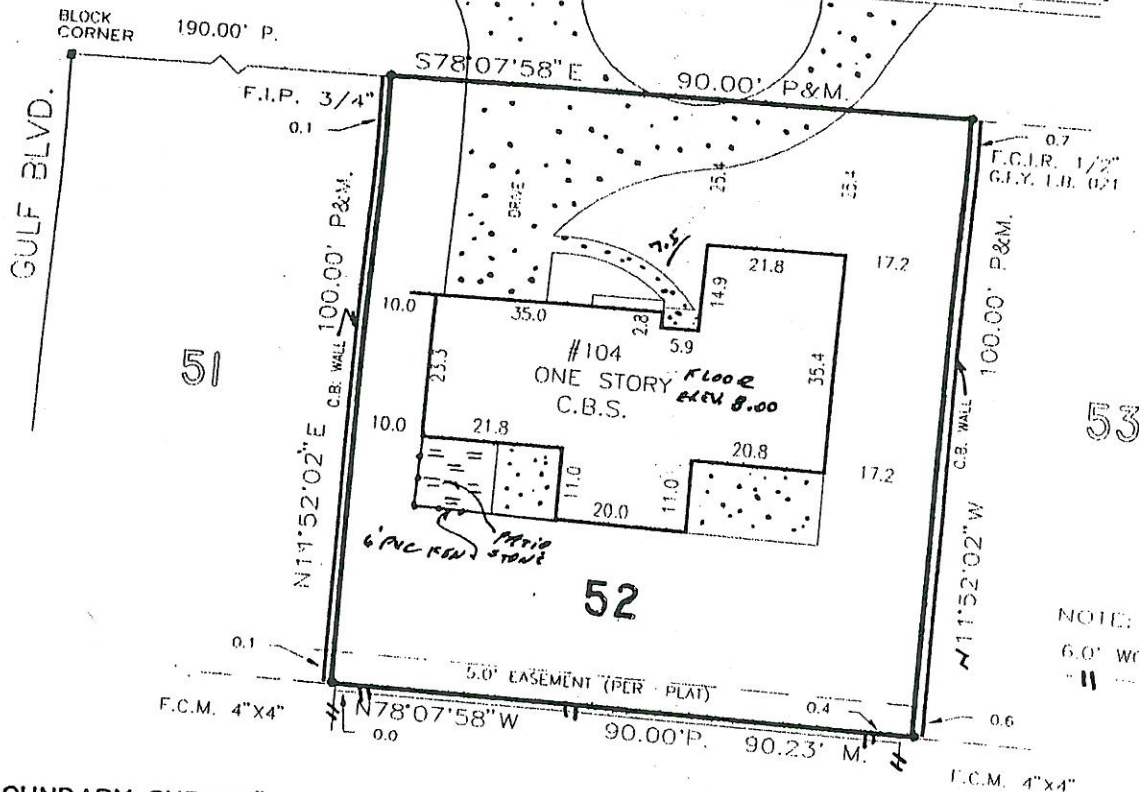 BLOCK
CORNER
190.00' P.
S78°07'58"E
90.00' P&M.
F.I.P. 3/4"
0.1
0.7
F.C.I.R. 1/2"
GULF BLVD.
100.00' P&M.
C.B. WALL
N11°52'02"E
51
DRIVE
25.4
25.4
7.5
21.8
17.2
14.9
10.0
35.0
2.8
5.9
#104
ONE STORY
C.B.S.
FLOOR
ELEV. 8.00
23.3
35.4
100.00' P&M.
C.B. WALL
N11°52'02"W
53
10.0
21.8
11.0
20.0
11.0
20.8
17.2
6' PVC FEN
PATIO
STONE
52
NOTE:
6.0' WO
0.1
5.0' EASEMENT (PER PLAT)
0.4
0.6
F.C.M. 4"X4"
N78°07'58"W
0.0
90.00'P.
90.23' M.
F.C.M. 4"X4"